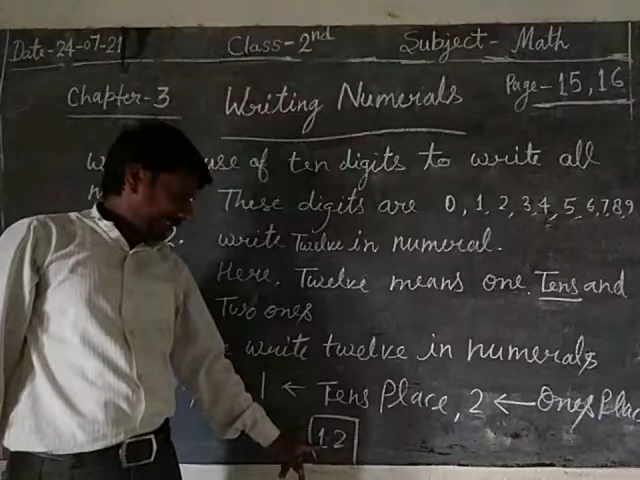 Date-24-07-21 Class-2nd Subject- Math
Chapter-3 Writing Numerals Page-15,16
use of ten digits to write all
These digits are 0, 1, 2, 3, 4, 5, 6, 7, 8, 9
write Twelve in numeral.
Here, Twelve means one Tens and
Two ones
write twelve in numerals
1 ← Tens Place, 2 ← Ones Place
12